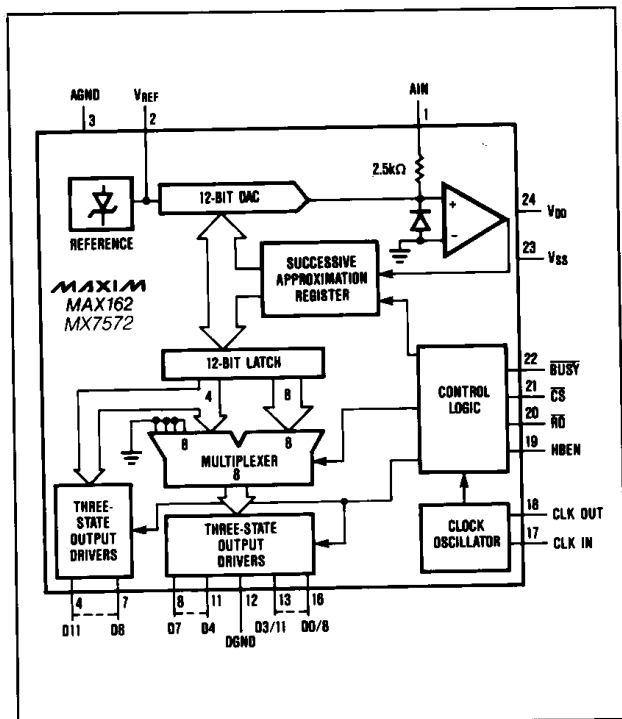 AGND
3
VREF
2
AIN
1
2.5kΩ
12-BIT DAC
REFERENCE
+
−
24
VDD
23
VSS
SUCCESSIVE
APPROXIMATION
REGISTER
MAXIM
MAX162
MX7572
12-BIT LATCH
4
8
8
8
MULTIPLEXER
8
CONTROL
LOGIC
22
BUSY
21
CS
20
RD
19
HBEN
THREE-
STATE
OUTPUT
DRIVERS
THREE-STATE
OUTPUT
DRIVERS
CLOCK
OSCILLATOR
18
CLK OUT
17
CLK IN
4
7
8
11
12
13
16
D11
D8
D7
D4
DGND
D3/11
D0/8